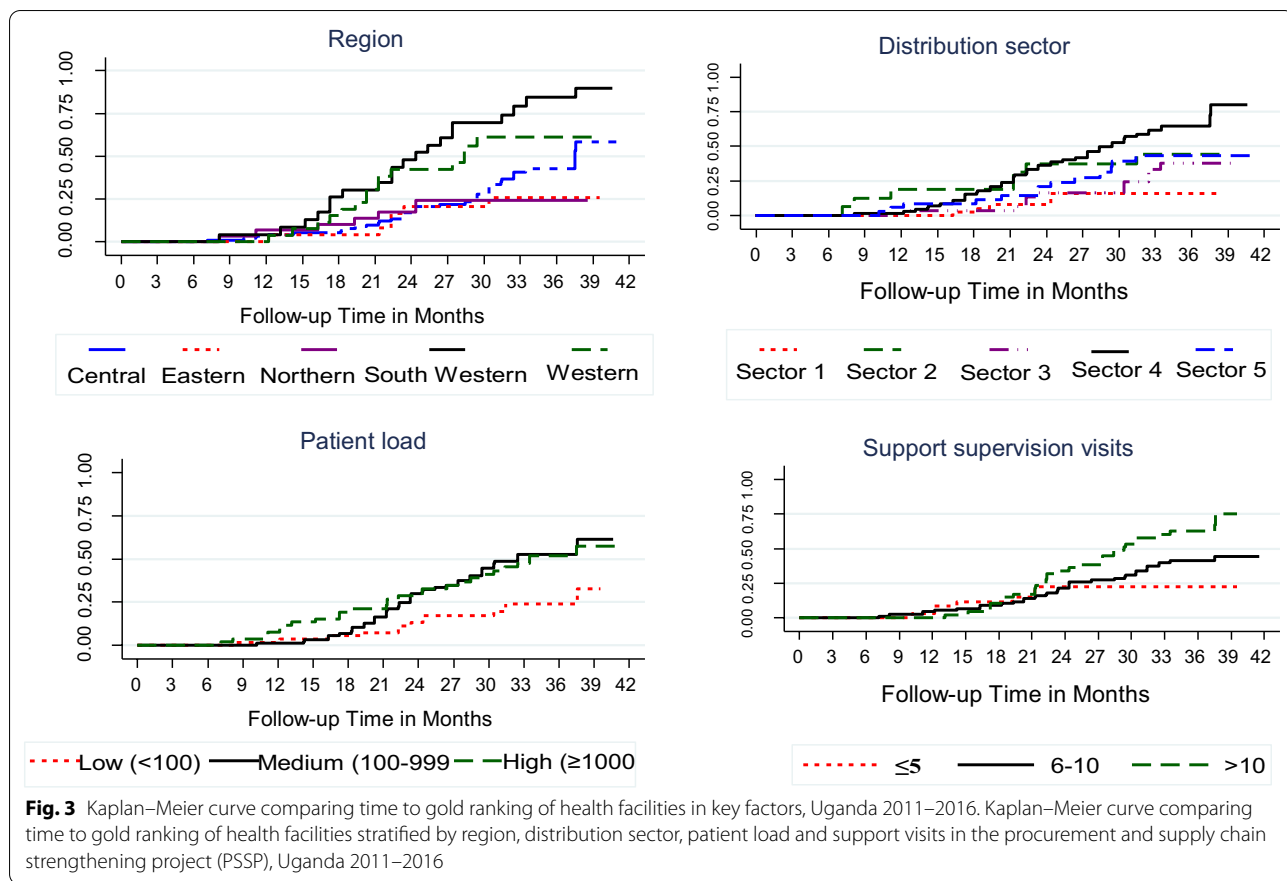 Region
0.00 0.25 0.50 0.75 1.00
0 3 6 9 12 15 18 21 24 27 30 33 36 39 42
Follow-up Time in Months
Central Eastern Northern South Western Western
Distribution sector
0.00 0.25 0.50 0.75 1.00
0 3 6 9 12 15 18 21 24 27 30 33 36 39 42
Follow-up Time in Months
Sector 1 Sector 2 Sector 3 Sector 4 Sector 5
Patient load
0.00 0.25 0.50 0.75 1.00
0 3 6 9 12 15 18 21 24 27 30 33 36 39 42
Follow-up Time in Months
Low (<100) Medium (100-999 High (≥1000
Support supervision visits
0.00 0.25 0.50 0.75 1.00
0 3 6 9 12 15 18 21 24 27 30 33 36 39 42
Follow-up Time in Months
≤5 6-10 >10
Fig. 3 Kaplan–Meier curve comparing time to gold ranking of health facilities in key factors, Uganda 2011–2016. Kaplan–Meier curve comparing
time to gold ranking of health facilities stratified by region, distribution sector, patient load and support visits in the procurement and supply chain
strengthening project (PSSP), Uganda 2011–2016